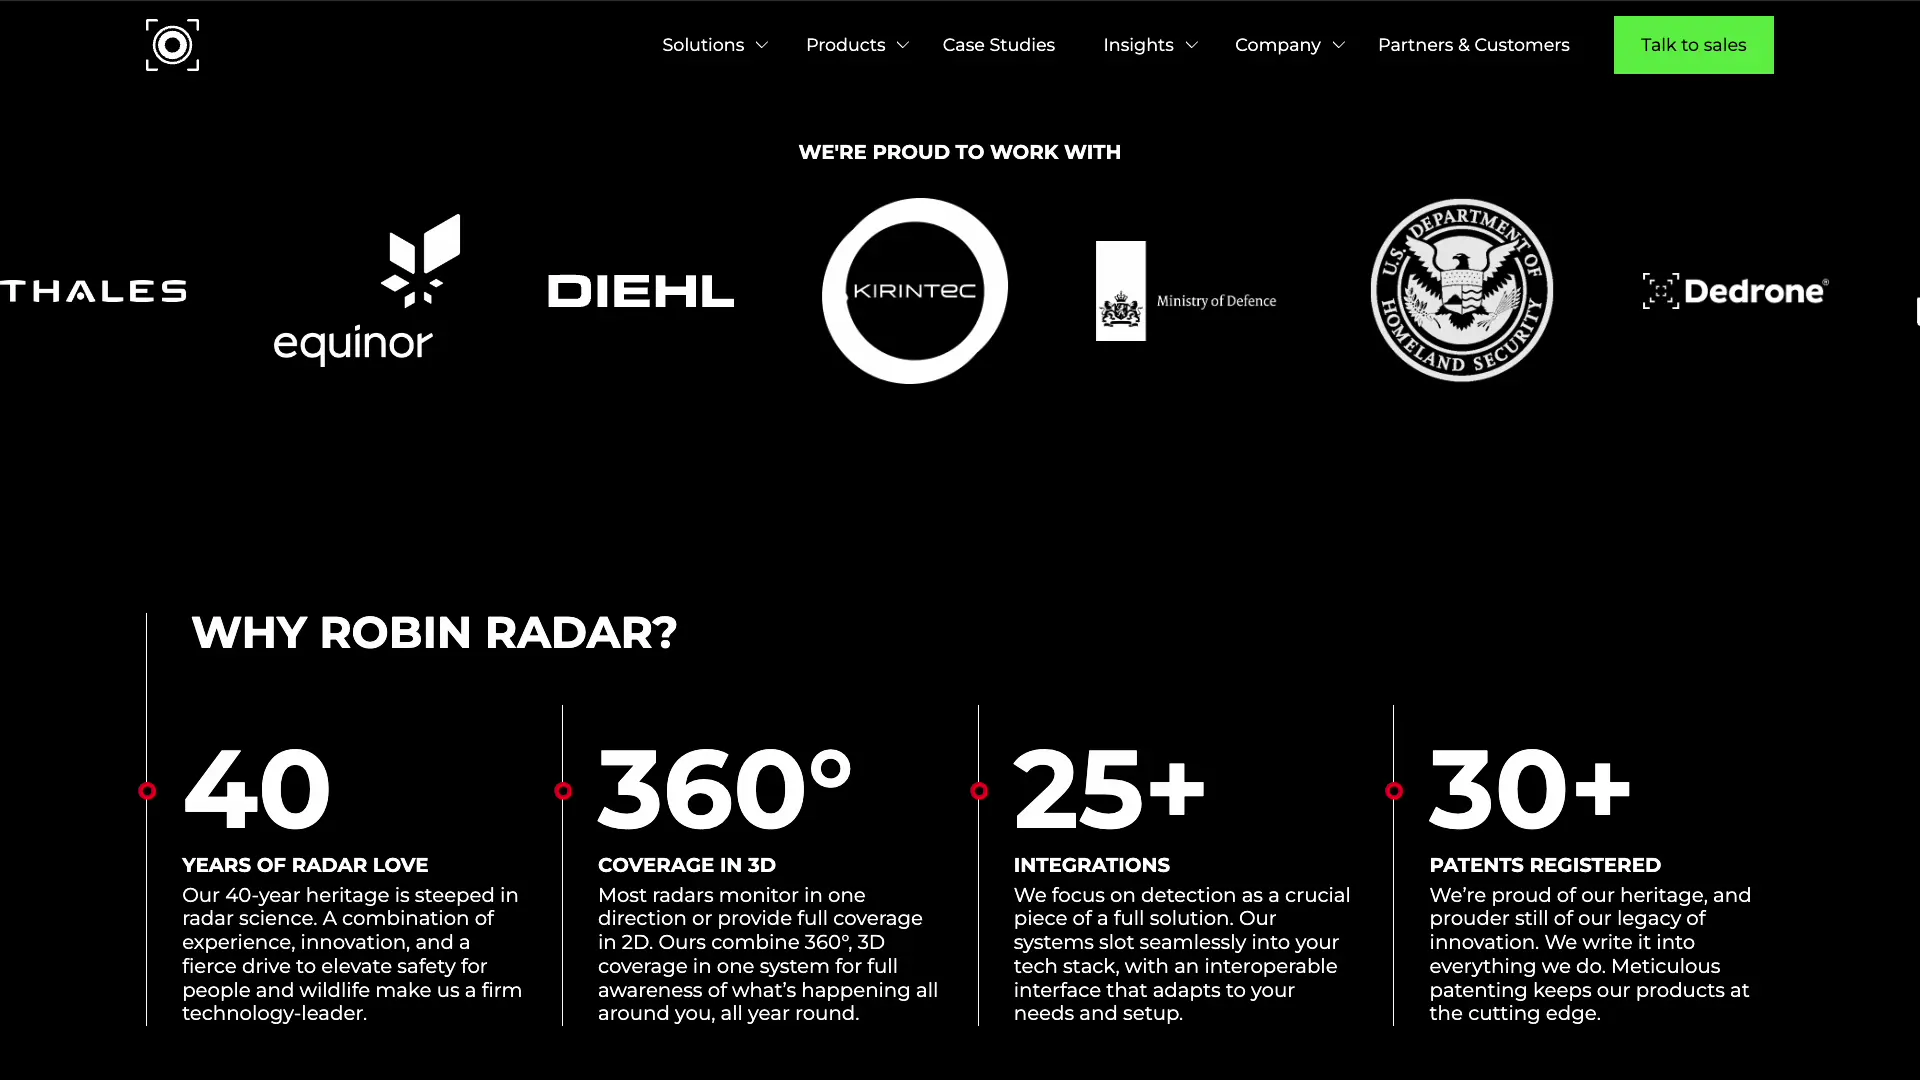 Solutions
Products
Case Studies
Insights
Company
Partners & Customers
Talk to sales
WE'RE PROUD TO WORK WITH
THALES
equinor
DIEHL
KIRINTEC
Ministry of Defence
U.S. DEPARTMENT OF
HOMELAND SECURITY
Dedrone®
WHY ROBIN RADAR?
40
YEARS OF RADAR LOVE
Our 40-year heritage is steeped in
radar science. A combination of
experience, innovation, and a
fierce drive to elevate safety for
people and wildlife make us a firm
technology-leader.
360°
COVERAGE IN 3D
Most radars monitor in one
direction or provide full coverage
in 2D. Ours combine 360°, 3D
coverage in one system for full
awareness of what’s happening all
around you, all year round.
25+
INTEGRATIONS
We focus on detection as a crucial
piece of a full solution. Our
systems slot seamlessly into your
tech stack, with an interoperable
interface that adapts to your
needs and setup.
30+
PATENTS REGISTERED
We’re proud of our heritage, and
prouder still of our legacy of
innovation. We write it into
everything we do. Meticulous
patenting keeps our products at
the cutting edge.